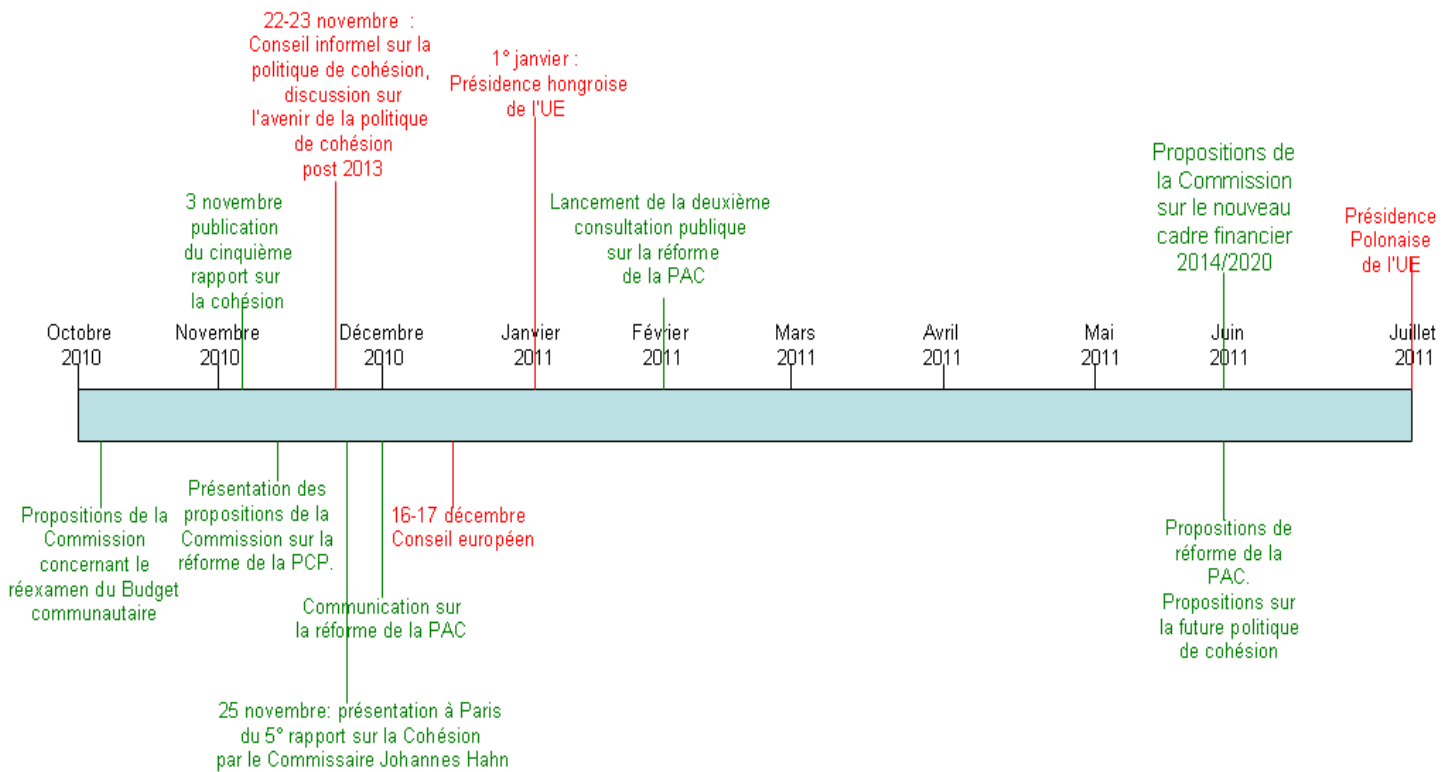 22-23 novembre :
Conseil informel sur la
politique de cohésion,
discussion sur
l'avenir de la politique
de cohésion
post 2013
1° janvier :
Présidence hongroise
de l'UE
3 novembre
publication
du cinquième
rapport sur
la cohésion
Lancement de la deuxième
consultation publique
sur la réforme
de la PAC
Propositions de
la Commission
sur le nouveau
cadre financier
2014/2020
Présidence
Polonaise
de l'UE
Octobre
2010
Novembre
2010
Décembre
2010
Janvier
2011
Février
2011
Mars
2011
Avril
2011
Mai
2011
Juin
2011
Juillet
2011
Propositions de la
Commission
concernant le
réexamen du Budget
communautaire
Présentation des
propositions de la
Commission sur la
réforme de la PCP.
16-17 décembre
Conseil européen
Communication sur
la réforme de la PAC
25 novembre: présentation à Paris
du 5° rapport sur la Cohésion
par le Commissaire Johannes Hahn
Propositions de
réforme de la
PAC.
Propositions sur
la future politique
de cohésion